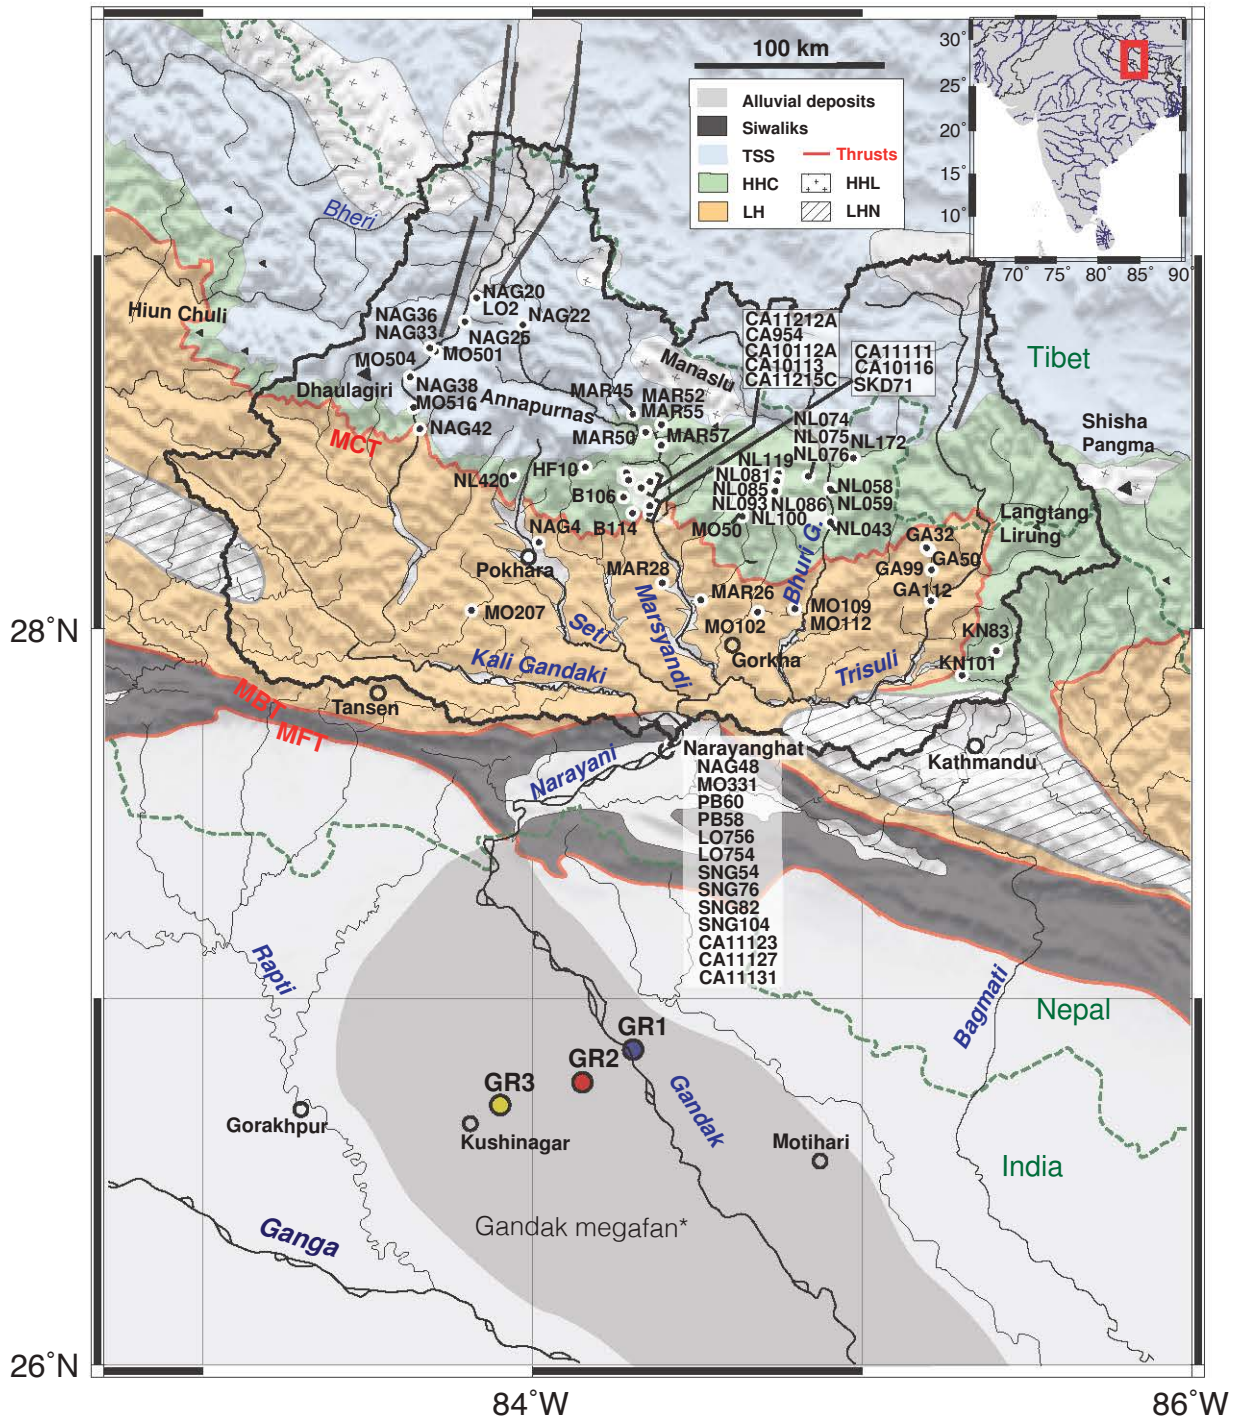 100 km
Alluvial deposits
Siwaliks
TSS
Thrusts
HHC
HHL
LH
LHN
30°
25°
20°
15°
10°
70°
75°
80°
85°
90°
Bheri
Hiun Chuli
NAG20
LO2
NAG36
NAG22
NAG33
NAG25
MO504
MO501
Dhaulagiri
NAG38
Annapurnas
MO516
NAG42
MCT
Manaslu
MAR45
MAR52
MAR55
MAR50
MAR57
CA11212A
CA954
CA10112A
CA10113
CA11215C
CA11111
CA10116
SKD71
Tibet
Shisha
Pangma
NL074
NL075
NL076
NL172
NL119
NL081
NL085
NL093
NL100
NL086
NL058
NL059
NL043
MO50
NL420
HF10
B106
B114
NAG4
Pokhara
Langtang
Lirung
GA32
GA50
GA99
GA112
MAR28
MAR26
Bhuri G.
MO109
MO112
MO207
MO102
Gorkha
Seti
Marsyandi
Kali Gandaki
Trisuli
KN83
KN101
28°N
Tansen
MBT
MFT
Narayani
Kathmandu
Narayanghat
NAG48
MO331
PB60
PB58
LO756
LO754
SNG54
SNG76
SNG82
SNG104
CA11123
CA11127
CA11131
Rapti
Bagmati
Nepal
GR1
GR2
GR3
Gandak
Gorakhpur
Kushinagar
Motihari
India
Gandak megafan*
Ganga
26°N
84°W
86°W